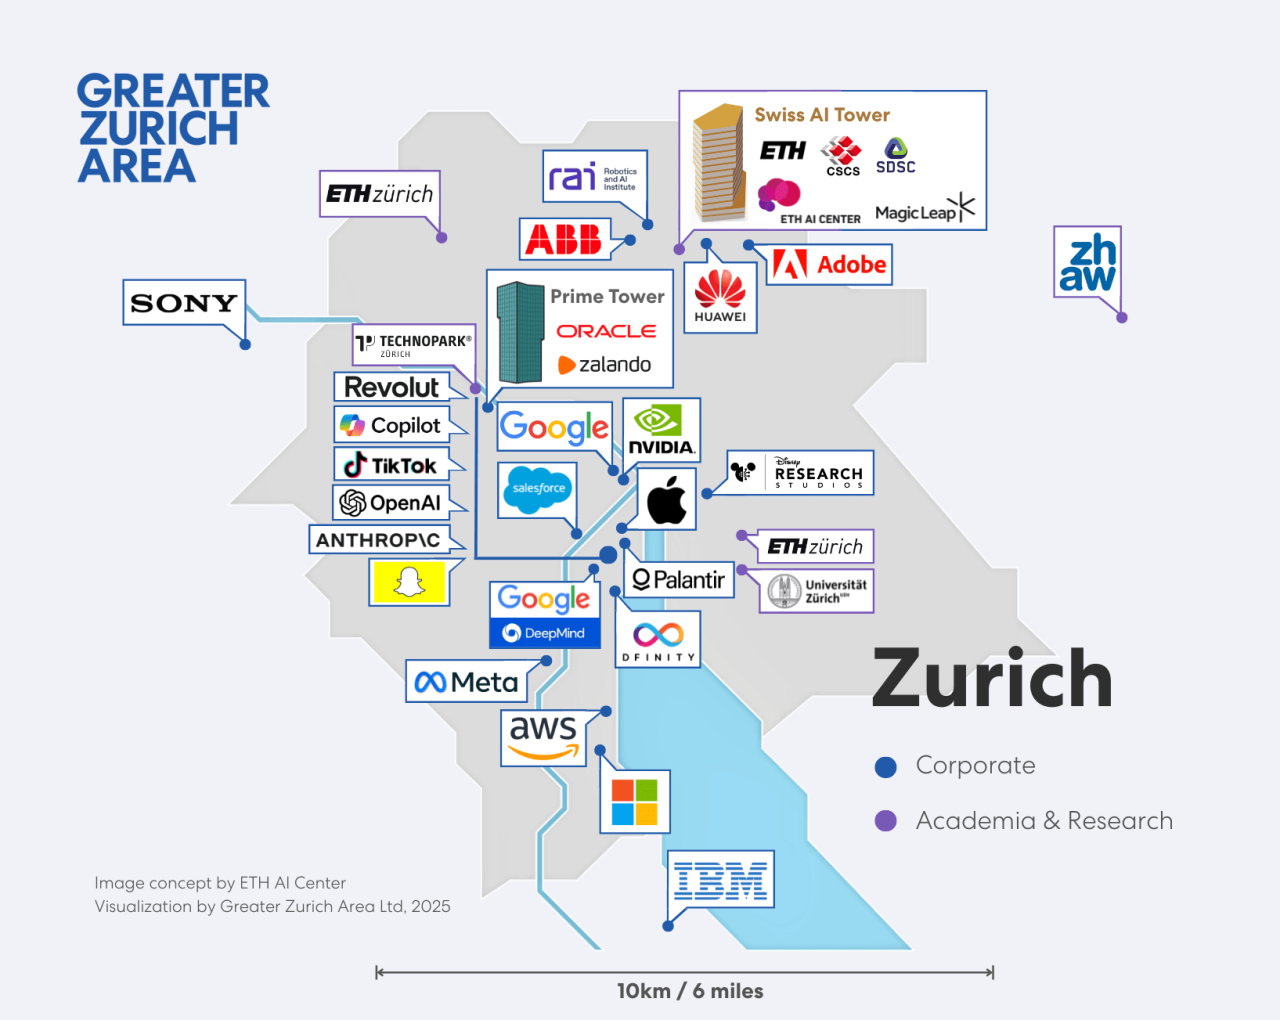 GREATER
ZURICH
AREA
Swiss AI Tower
ETH
CSCS
SDSC
ETH AI CENTER
Magic Leap
rai Robotics
and AI
Institute
ETH zürich
ABB
HUAWEI
Adobe
zh
aw
SONY
Prime Tower
ORACLE
zalando
TECHNOPARK®
ZÜRICH
Revolut
Copilot
TikTok
OpenAI
ANTHROP\C
Google
NVIDIA.
salesforce
Disney
RESEARCH
STUDIOS
ETH zürich
Palantir
Universität
Zürich UZH
Google
DeepMind
DFINITY
Meta
aws
IBM
Zurich
Corporate
Academia & Research
Image concept by ETH AI Center
Visualization by Greater Zurich Area Ltd, 2025
10km / 6 miles